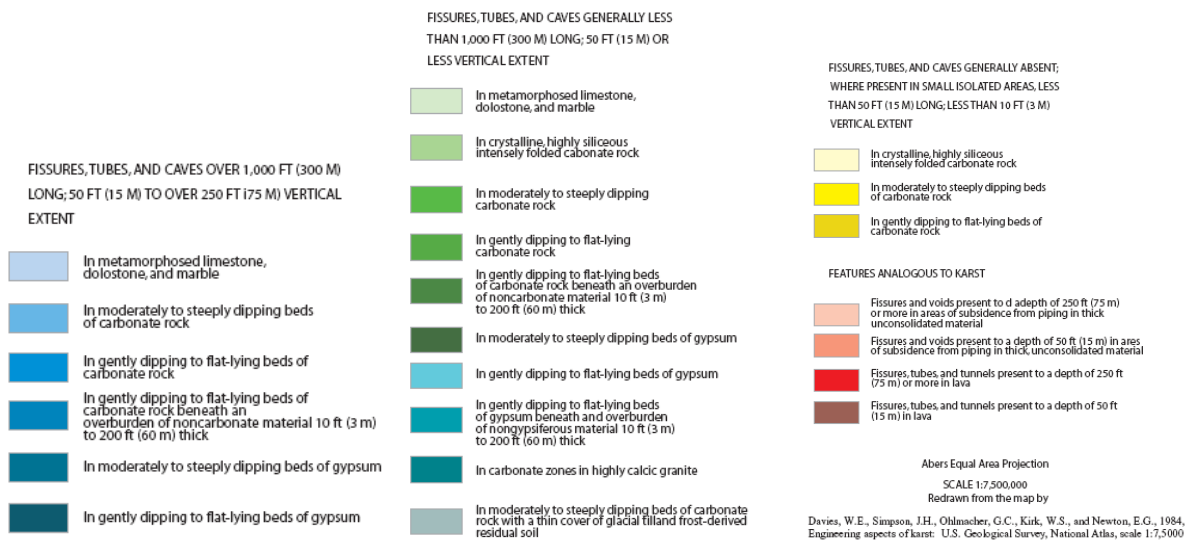 FISSURES, TUBES, AND CAVES OVER 1,000 FT (300 M)
LONG; 50 FT (15 M) TO OVER 250 FT i75 M) VERTICAL
EXTENT
In metamorphosed limestone,
dolostone, and marble
In moderately to steeply dipping beds
of carbonate rock
In gently dipping to flat-lying beds of
carbonate rock
In gently dipping to flat-lying beds of
carbonate rock beneath an
overburden of noncarbonate material 10 ft (3 m)
to 200 ft (60 m) thick
In moderately to steeply dipping beds of gypsum
In gently dipping to flat-lying beds of gypsum
FISSURES, TUBES, AND CAVES GENERALLY LESS
THAN 1,000 FT (300 M) LONG; 50 FT (15 M) OR
LESS VERTICAL EXTENT
In metamorphosed limestone,
dolostone, and marble
In crystalline, highly siliceous
intensely folded cabonate rock
In moderately to steeply dipping
carbonate rock
In gently dipping to flat-lying
carbonate rock
In gently dipping to flat-lying beds
of carbonate rock beneath an overburden
of noncarbonate material 10 ft (3 m)
to 200 ft (60 m) thick
In moderately to steeply dipping beds of gypsum
In gently dipping to flat-lying beds of gypsum
In gently dipping to flat-lying beds
of gypsum beneath and overburden
of nongypsiferous material 10 ft (3 m)
to 200 ft (60 m) thick
In carbonate zones in highly calcic granite
In moderately to steeply dipping beds of carbonate
rock with a thin cover of glacial tilland frost-derived
residual soil
FISSURES, TUBES, AND CAVES GENERALLY ABSENT;
WHERE PRESENT IN SMALL ISOLATED AREAS, LESS
THAN 50 FT (15 M) LONG; LESS THAN 10 FT (3 M)
VERTICAL EXTENT
In crystalline, highly siliceous
intensely folded carbonate rock
In moderately to steeply dipping beds
of carbonate rock
In gently dipping to flat-lying beds of
carbonate rock
FEATURES ANALOGOUS TO KARST
Fissures and voids present to d adepth of 250 ft (75 m)
or more in areas of subsidence from piping in thick
unconsolidated material
Fissures and voids present to a depth of 50 ft (15 m) in ares
of subsidence from piping in thick, unconsolidated material
Fissures, tubes, and tunnels present to a depth of 250 ft
(75 m) or more in lava
Fissures, tubes, and tunnels present to a depth of 50 ft
(15 m) in lava
Abers Equal Area Projection
SCALE 1:7,500,000
Redrawn from the map by
Davies, W.E., Simpson, J.H., Ohlmacher, G.C., Kirk, W.S., and Newton, E.G., 1984,
Engineering aspects of karst: U.S. Geological Survey, National Atlas, scale 1:7,5000